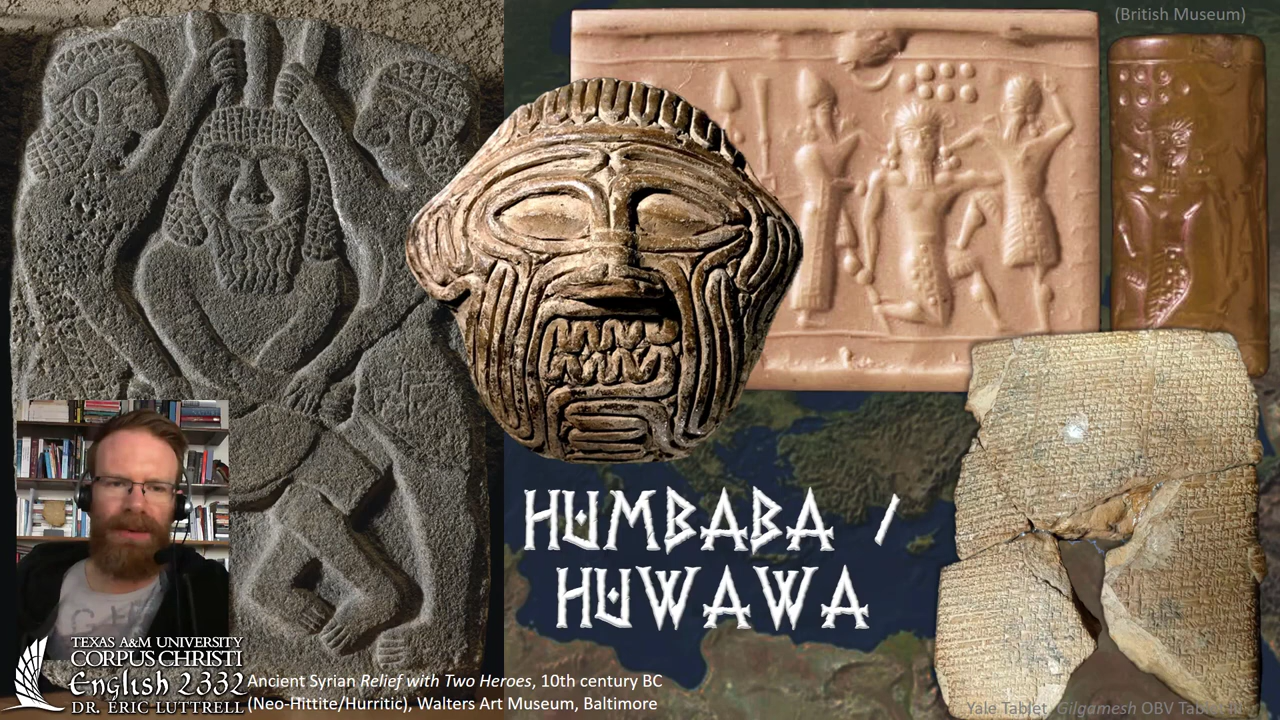 (British Museum)
HUMBABA /
HUWAWA
TEXAS A&M UNIVERSITY
CORPUS CHRISTI
English 2332
DR. ERIC LUTTRELL
Ancient Syrian Relief with Two Heroes, 10th century BC
(Neo-Hittite/Hurritic), Walters Art Museum, Baltimore
Yale Tablet, Gilgamesh OBV Tablet